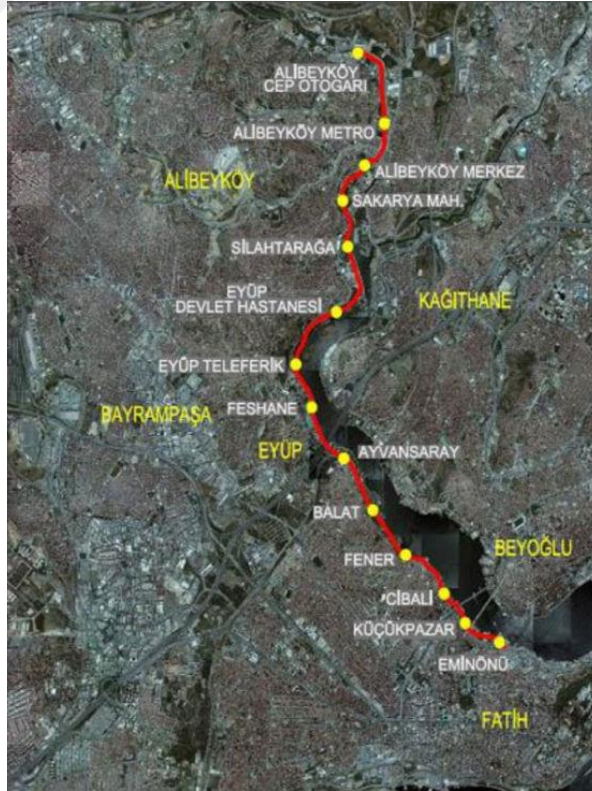 ALİBEYKÖY
CEP OTOGARI
ALİBEYKÖY METRO
ALİBEYKÖY MERKEZ
ALİBEYKÖY
SAKARYA MAH.
SİLAHTARAĞA
EYÜP
DEVLET HASTANESİ
KAĞITHANE
EYÜP TELEFERİK
BAYRAMPAŞA
FESHANE
EYÜP
AYVANSARAY
BALAT
BEYOĞLU
FENER
CİBALİ
KÜÇÜKPAZAR
EMİNÖNÜ
FATİH